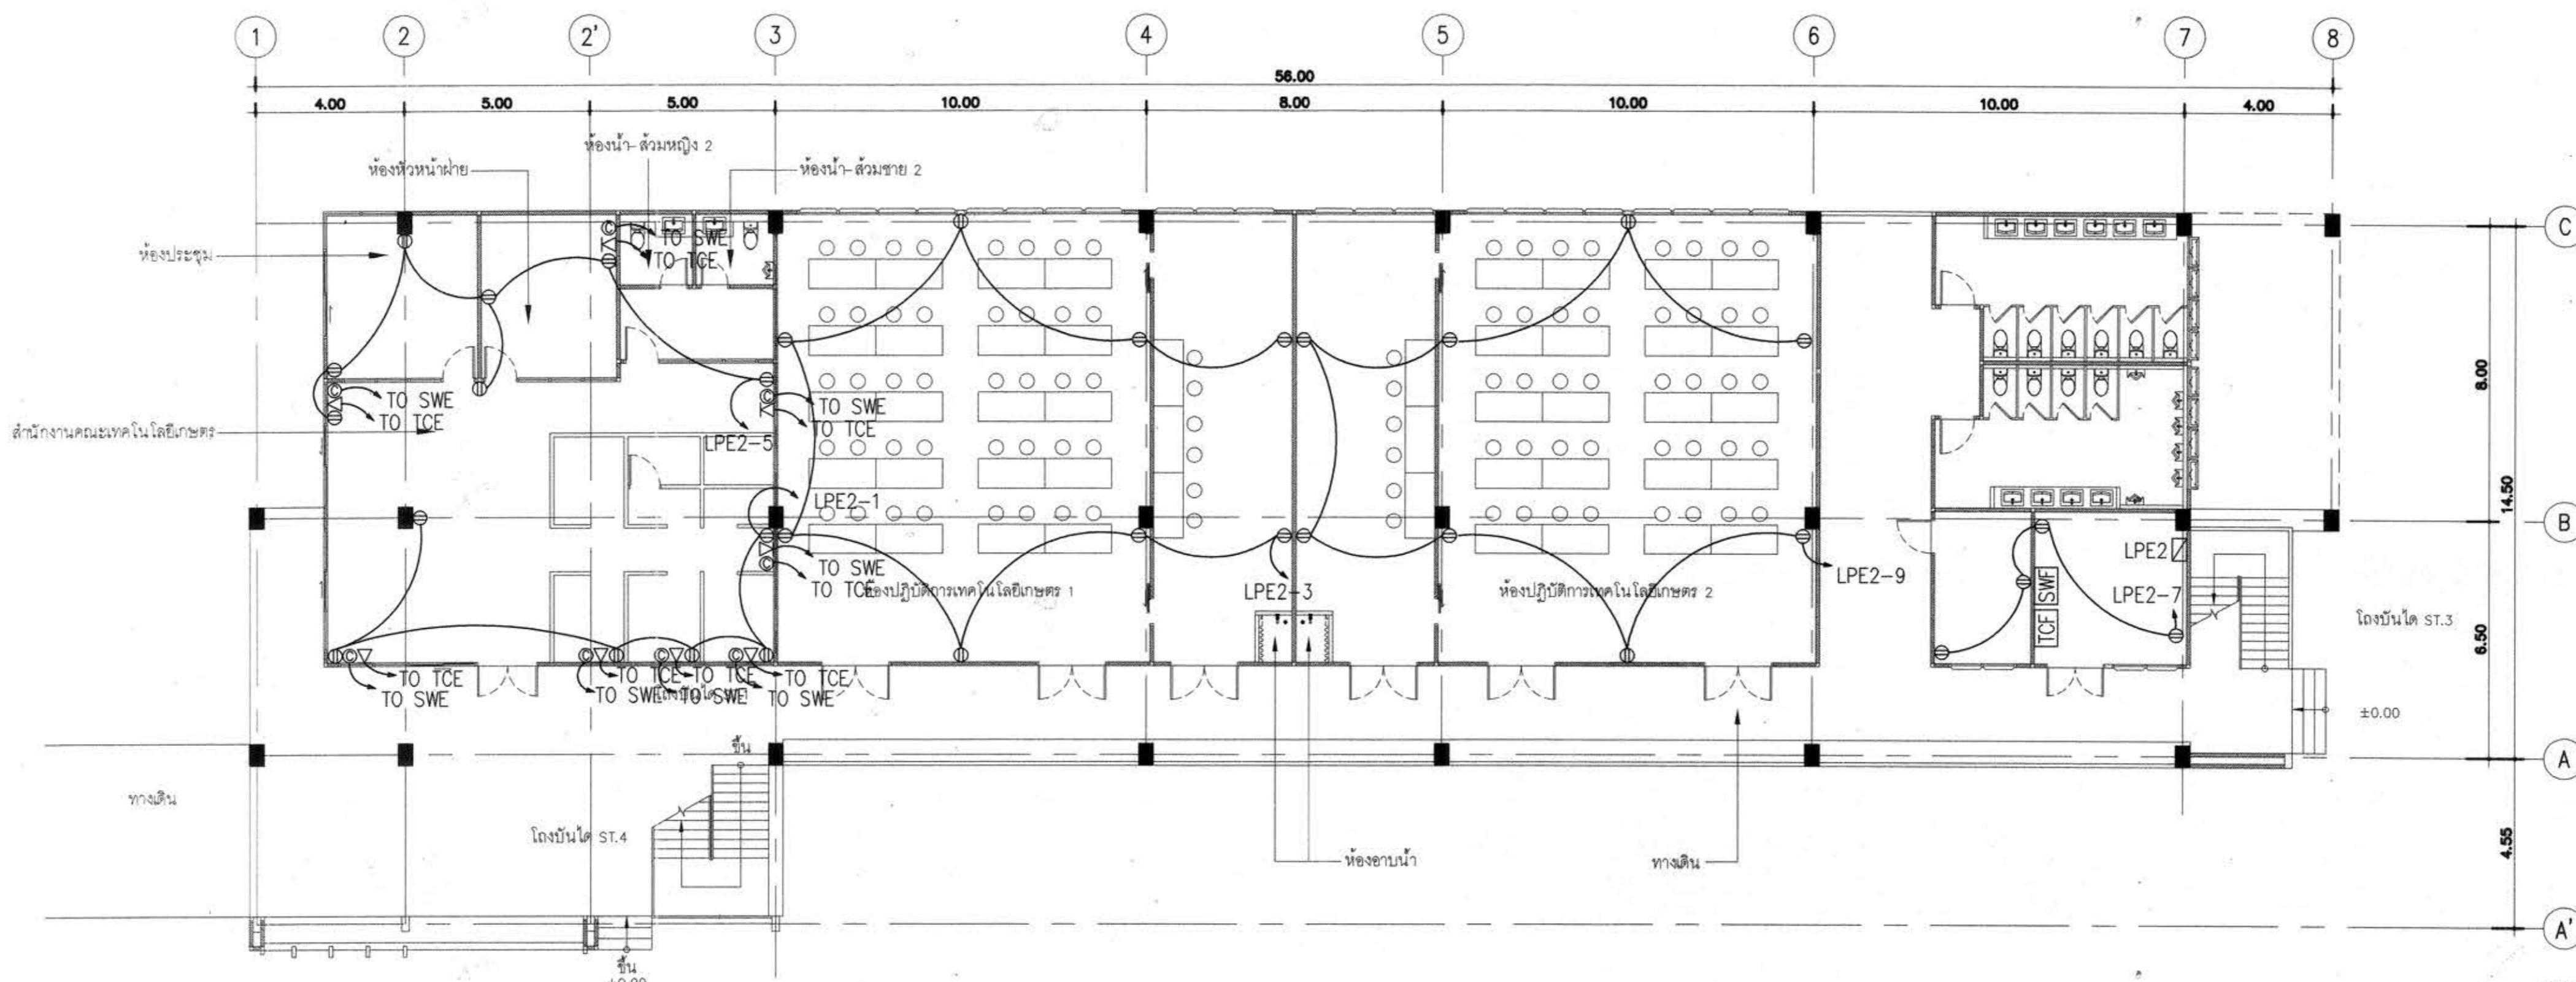 1 2 2' 3 4 5 6 7 8
56.00
4.00 5.00 5.00 10.00 8.00 10.00 10.00 4.00
ห้องน้ำ-ส้วมหญิง 2
ห้องหัวหน้าฝ่าย
ห้องน้ำ-ส้วมชาย 2
C
TO SWE
ห้องประชุม
TO TCE
8.00
TO SWE
TO SWE
TO TCE
TO TCE
สำนักงานคณะเทคโนโลยีเกษตร
LPE2-5
LPE2-1
14.50
B
LPE2
TO SWE
LPE2-9
TO TCE
ห้องปฏิบัติการเทคโนโลยีเกษตร 1
LPE2-3
ห้องปฏิบัติการเทคโนโลยีเกษตร 2
SWF
LPE2-7
TCF
โถงบันได ST.3
6.50
TO TCE TO TCE TO TCE TO TCE
TO SWE TO SWE TO SWE TO SWE
โถงบันได
±0.00
ขึ้น
A
ทางเดิน
โถงบันได ST.4
ห้องอาบน้ำ
ทางเดิน
4.55
A'
ขึ้น
±0.00